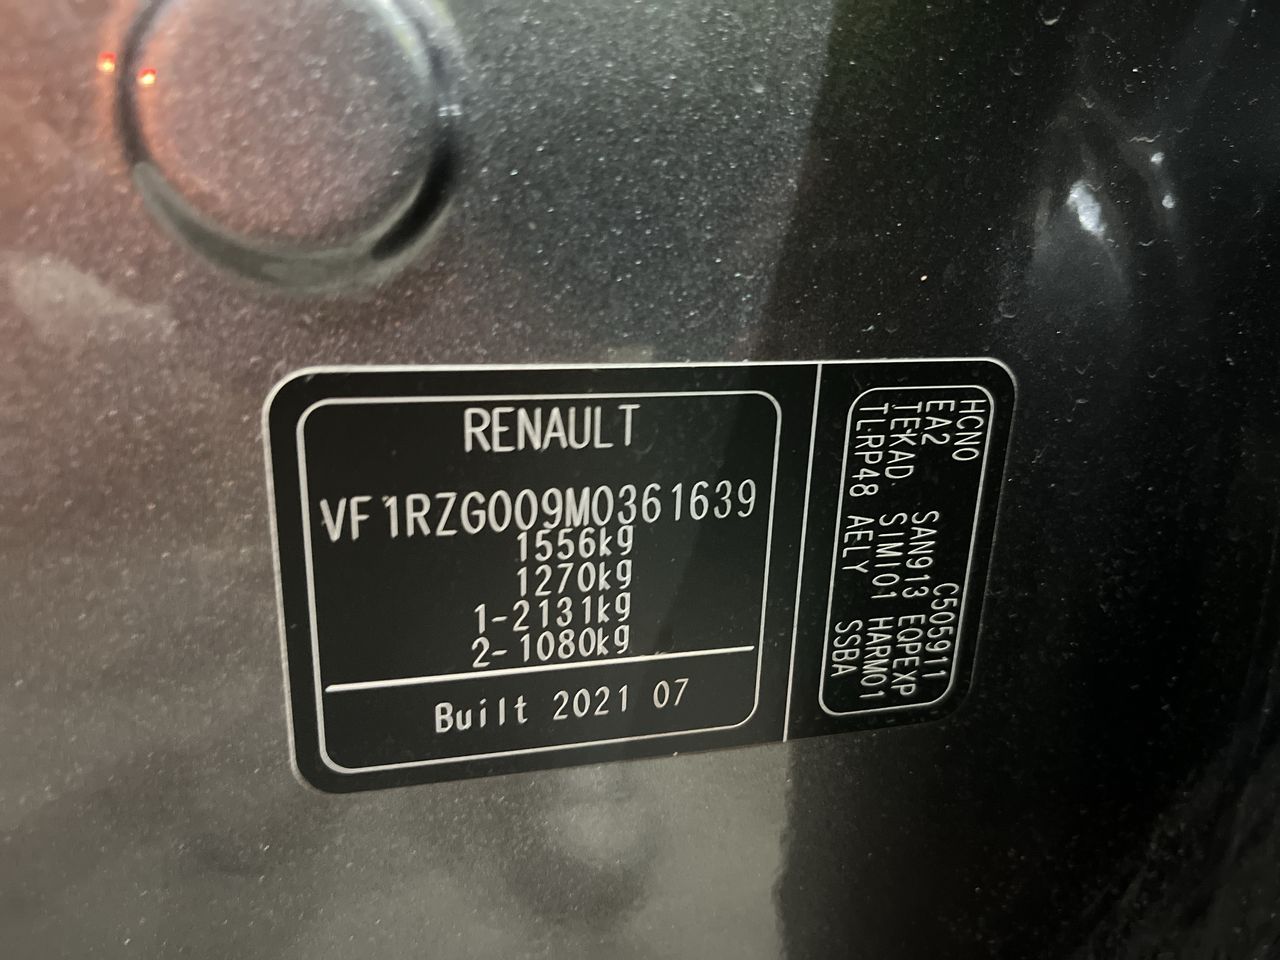 RENAULT
VF1RZG009M0361639
1556kg
1270kg
1-2131kg
2-1080kg
Built 2021 07
HCNO
EA2 C505911
TEKAD SAN913 EQPEXP
TLRP48 SIMI01 HARM01
AELY SSBA